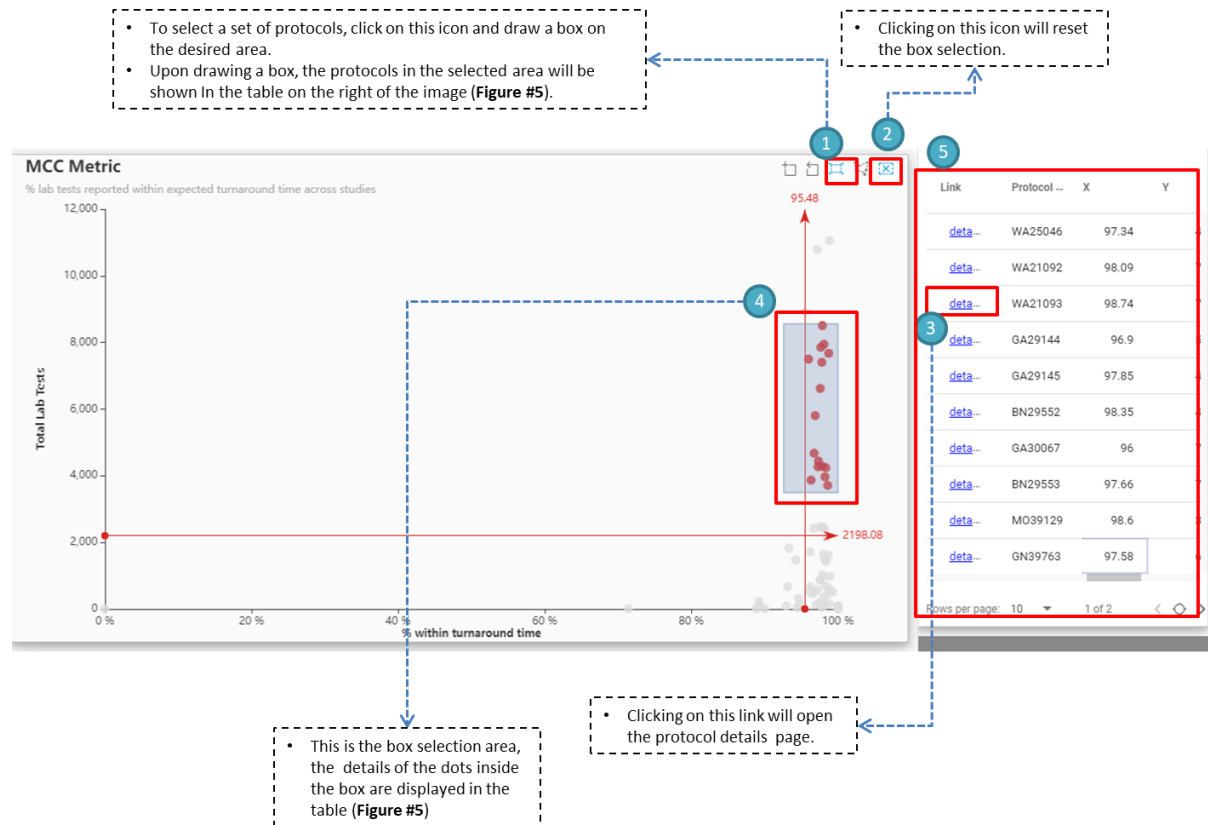 • To select a set of protocols, click on this icon and draw a box on
the desired area.
• Upon drawing a box, the protocols in the selected area will be
shown In the table on the right of the image (Figure #5).
• Clicking on this icon will reset
the box selection.
1
2
5
MCC Metric
% lab tests reported within expected turnaround time across studies
95.48
12,000
10,000
8,000
6,000
4,000
2,000
0
Total Lab Tests
4
2198.08
0 %
20 %
40 %
60 %
80 %
100 %
% within turnaround time
Link Protocol ... X Y
deta... WA25046 97.34
deta... WA21092 98.09
deta... WA21093 98.74
3
deta... GA29144 96.9
deta... GA29145 97.85
deta... BN29552 98.35
deta... GA30067 96
deta... BN29553 97.66
deta... MO39129 98.6
deta... GN39763 97.58
Rows per page: 10 1 of 2
• Clicking on this link will open
the protocol details page.
• This is the box selection area,
the details of the dots inside
the box are displayed in the
table (Figure #5)